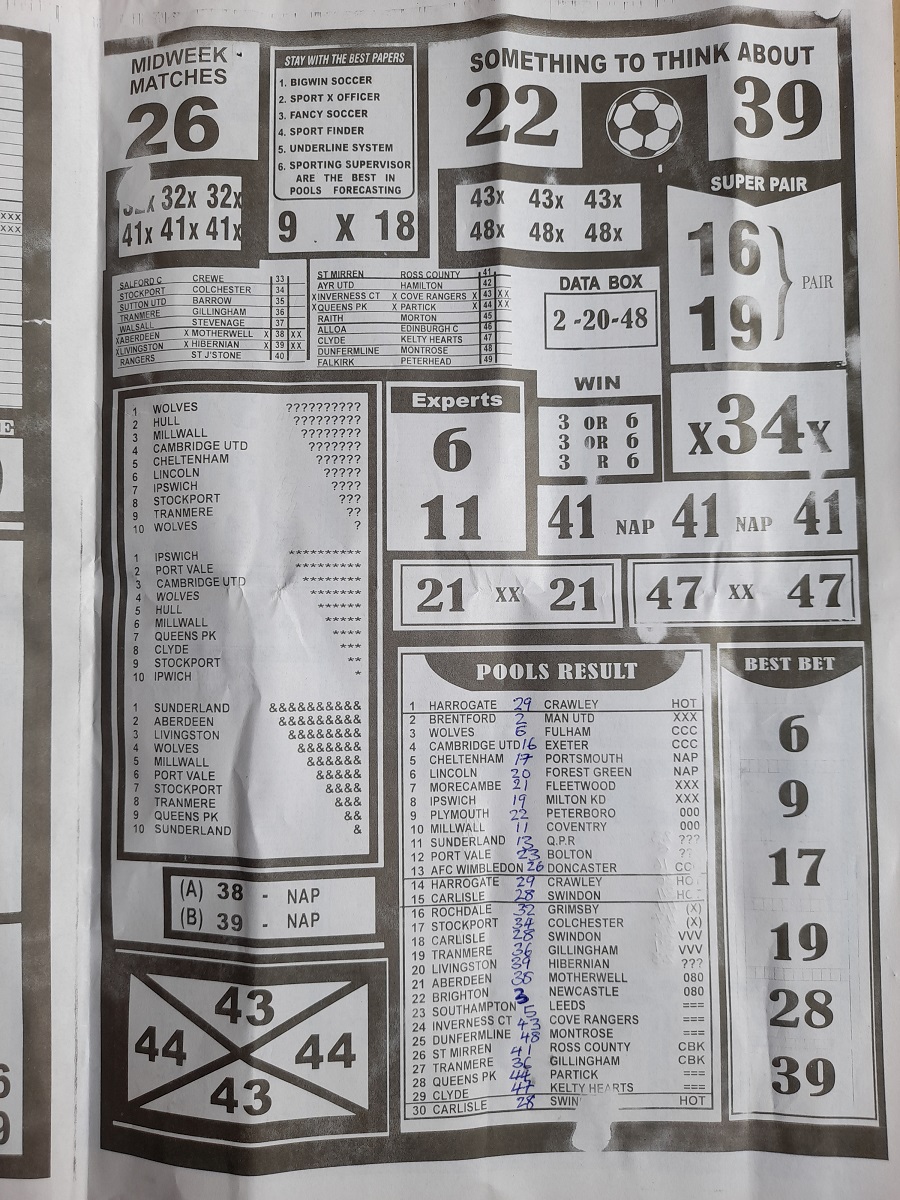 MIDWEEK
MATCHES
26
STAY WITH THE BEST PAPERS
1. BIGWIN SOCCER
2. SPORT X OFFICER
3. FANCY SOCCER
4. SPORT FINDER
5. UNDERLINE SYSTEM
6. SPORTING SUPERVISOR
ARE THE BEST IN
POOLS FORECASTING
9 X 18
SOMETHING TO THINK ABOUT
22 39
32x 32x
41x 41x 41x
43x 43x 43x
48x 48x 48x
SUPER PAIR
16
19
PAIR
SALFORD C CREWE 33
STOCKPORT COLCHESTER 34
SUTTON UTD BARROW 35
TRANMERE GILLINGHAM 36
WALSALL STEVENAGE 37
XABERDEEN X MOTHERWELL X 38 XX
XLIVINGSTON X HIBERNIAN X 39 XX
RANGERS ST J'STONE 40
ST MIRREN ROSS COUNTY 41
AYR UTD HAMILTON 42
XINVERNESS CT X COVE RANGERS X 43 XX
XQUEENS PK X PARTICK X 44 XX
RAITH MORTON 45
ALLOA EDINBURGH C 46
CLYDE KELTY HEARTS 47
DUNFERMLINE MONTROSE 48
FALKIRK PETERHEAD 49
DATA BOX
2 -20-48
WIN
3 OR 6
3 OR 6
3 R 6
X34X
1 WOLVES ??????????
2 HULL ?????????
3 MILLWALL ????????
4 CAMBRIDGE UTD ???????
5 CHELTENHAM ??????
6 LINCOLN ?????
7 IPSWICH ????
8 STOCKPORT ???
9 TRANMERE ??
10 WOLVES ?
1 IPSWICH **********
2 PORT VALE *********
3 CAMBRIDGE UTD ********
4 WOLVES *******
5 HULL ******
6 MILLWALL *****
7 QUEENS PK ****
8 CLYDE ***
9 STOCKPORT **
10 IPWICH *
1 SUNDERLAND &&&&&&&&&&
2 ABERDEEN &&&&&&&&&
3 LIVINGSTON &&&&&&&&
4 WOLVES &&&&&&&
5 MILLWALL &&&&&&
6 PORT VALE &&&&&
7 STOCKPORT &&&&
8 TRANMERE &&&
9 QUEENS PK &&
10 SUNDERLAND &
Experts
6
11
41 NAP 41 NAP 41
21 XX 21
47 XX 47
(A) 38 - NAP
(B) 39 - NAP
43
44 44
43
POOLS RESULT
1 HARROGATE 29 CRAWLEY HOT
2 BRENTFORD 2 MAN UTD XXX
3 WOLVES 6 FULHAM CCC
4 CAMBRIDGE UTD 16 EXETER CCC
5 CHELTENHAM 17 PORTSMOUTH NAP
6 LINCOLN 20 FOREST GREEN NAP
7 MORECAMBE 21 FLEETWOOD XXX
8 IPSWICH 19 MILTON KD XXX
9 PLYMOUTH 22 PETERBORO 000
10 MILLWALL 11 COVENTRY 000
11 SUNDERLAND 13 Q.P.R ???
12 PORT VALE 23 BOLTON ??
13 AFC WIMBLEDON 26 DONCASTER CC
14 HARROGATE 29 CRAWLEY HO
15 CARLISLE 28 SWINDON
16 ROCHDALE 32 GRIMSBY (X)
17 STOCKPORT 34 COLCHESTER (X)
18 CARLISLE 28 SWINDON VVV
19 TRANMERE 36 GILLINGHAM VVV
20 LIVINGSTON 39 HIBERNIAN ???
21 ABERDEEN 38 MOTHERWELL 080
22 BRIGHTON 3 NEWCASTLE 080
23 SOUTHAMPTON 5 LEEDS ===
24 INVERNESS CT 43 COVE RANGERS ===
25 DUNFERMLINE 48 MONTROSE ===
26 ST MIRREN 41 ROSS COUNTY CBK
27 TRANMERE 36 GILLINGHAM CBK
28 QUEENS PK 44 PARTICK ===
29 CLYDE 47 KELTY HEARTS ===
30 CARLISLE 28 SWIN HOT
BEST BET
6
9
17
19
28
39